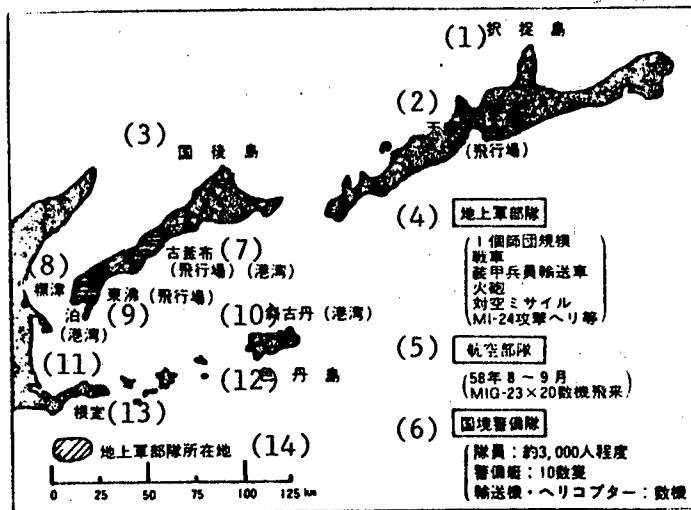 (1) 択捉島
(2)
(飛行場)
(3) 国後島
(4) 地上軍部隊
1個師団規模
戦車
装甲兵員輸送車
火砲
対空ミサイル
MI-24攻撃ヘリ等
(7) 古釜布
(飛行場)(港湾)
(8) 標津
東沸(飛行場)
泊
(港湾)
(9)
(10) 古丹(港湾)
(5) 航空部隊
58年8~9月
MIG-23×20数機飛来
(11)
(12) 色丹島
(13) 根室
(6) 国境警備隊
隊員:約3,000人程度
警備艇:10数隻
輸送機・ヘリコプター:数機
地上軍部隊所在地 (14)
0 25 50 75 100 125 km